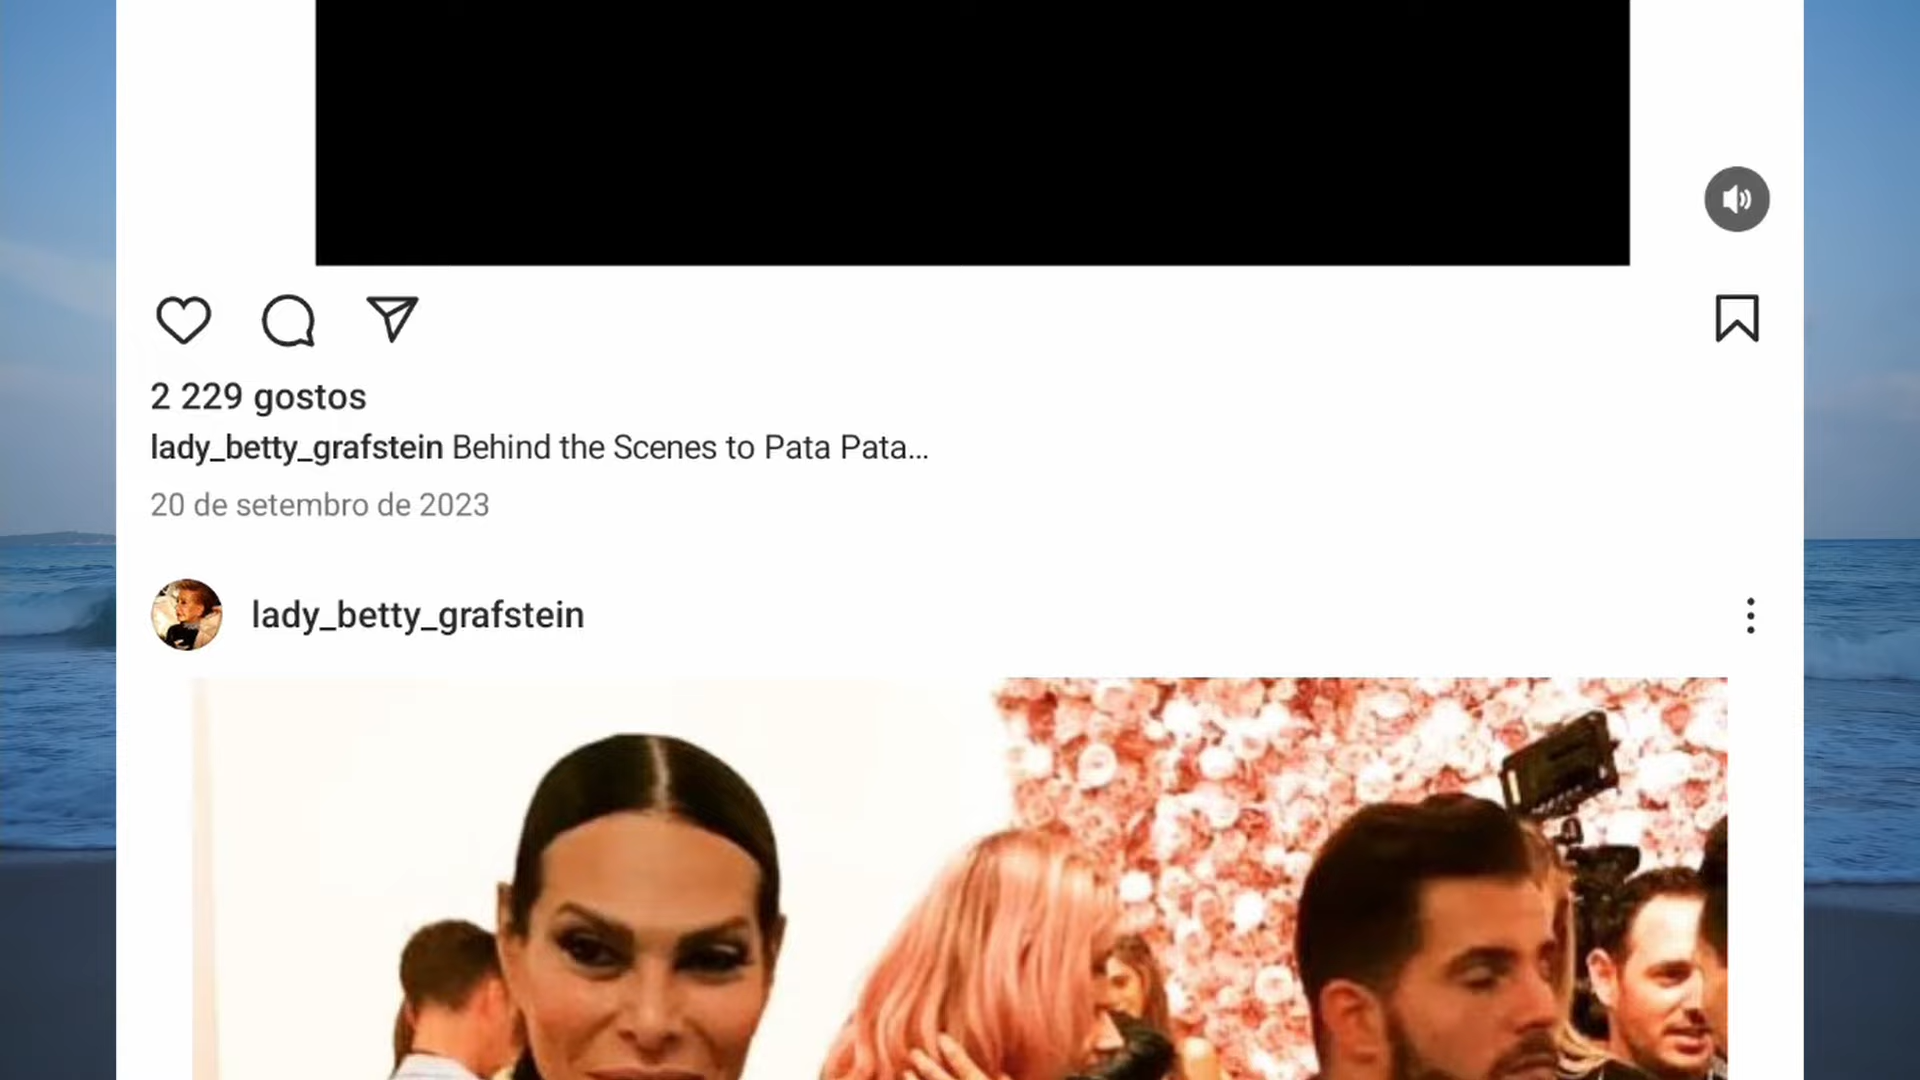 2 229 gostos
lady_betty_grafstein Behind the Scenes to Pata Pata...
20 de setembro de 2023
lady_betty_grafstein